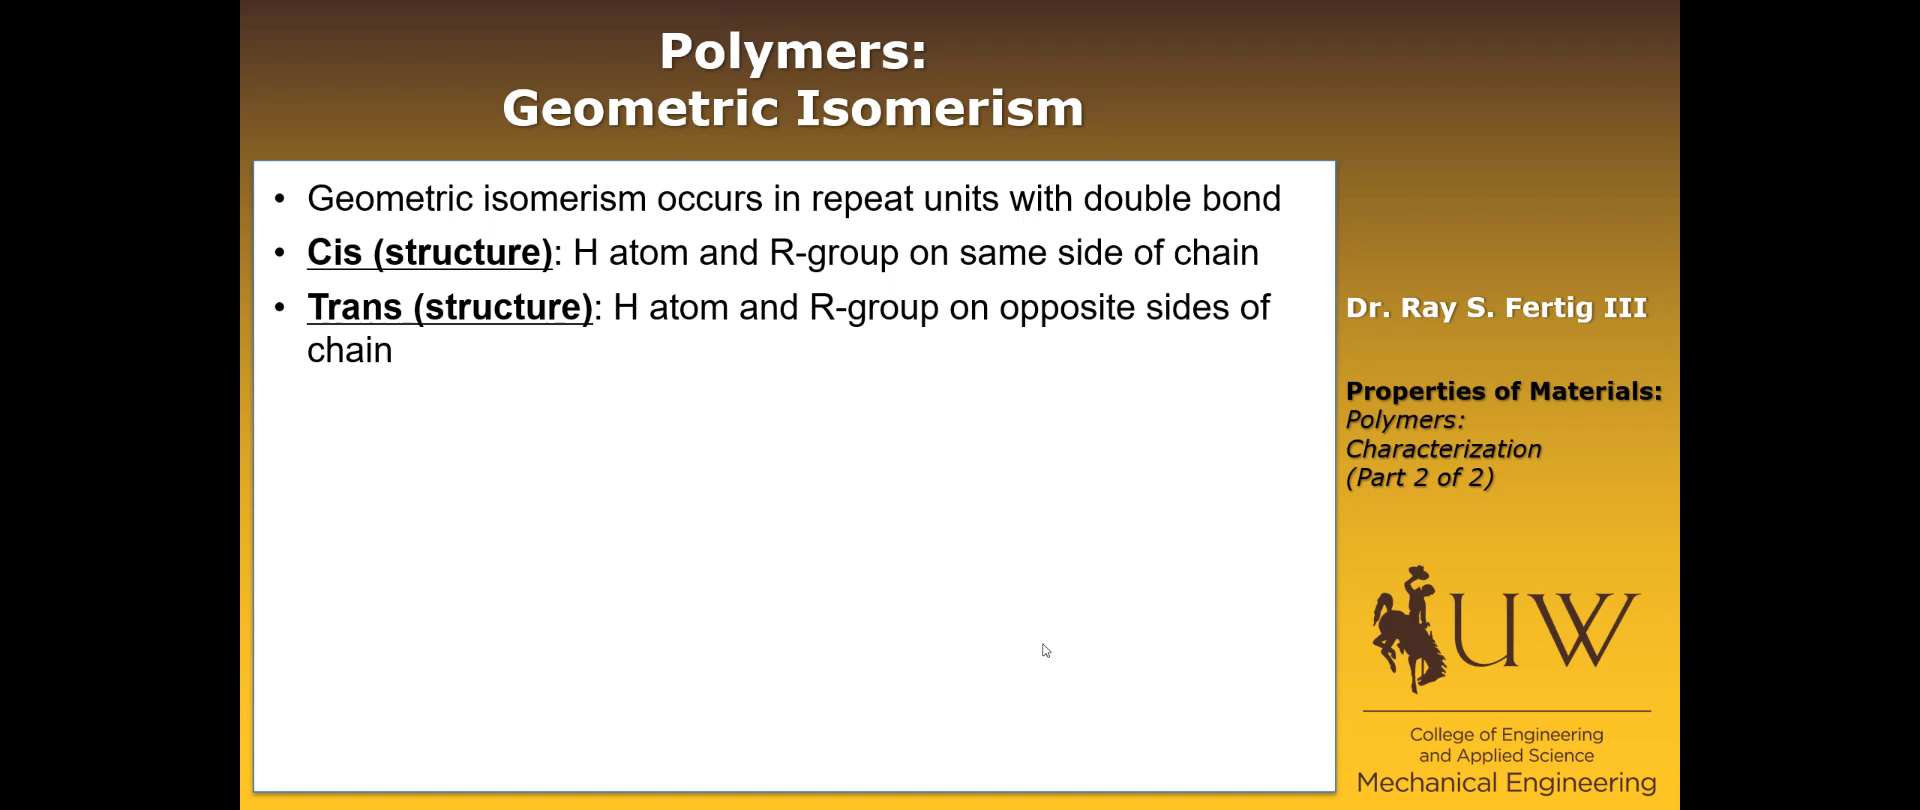 Polymers:
Geometric Isomerism
• Geometric isomerism occurs in repeat units with double bond
• Cis (structure): H atom and R-group on same side of chain
• Trans (structure): H atom and R-group on opposite sides of
chain
Dr. Ray S. Fertig III
Properties of Materials:
Polymers:
Characterization
(Part 2 of 2)
UW
College of Engineering
and Applied Science
Mechanical Engineering